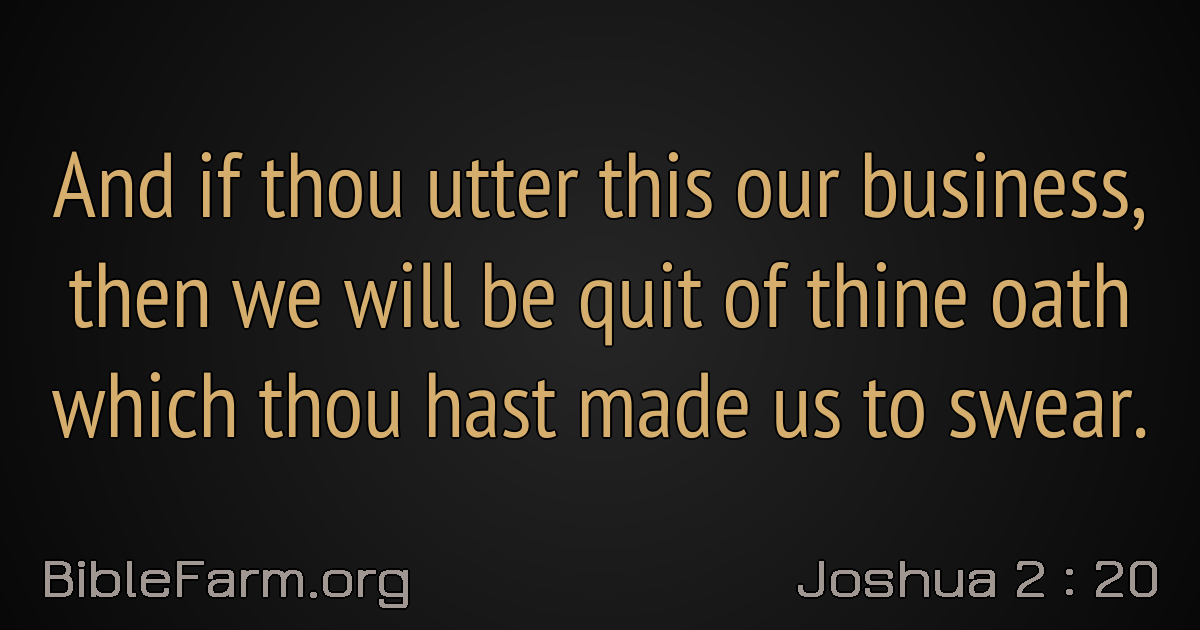 And if thou utter this our business,
then we will be quit of thine oath
which thou hast made us to swear.
BibleFarm.org
Joshua 2 : 20